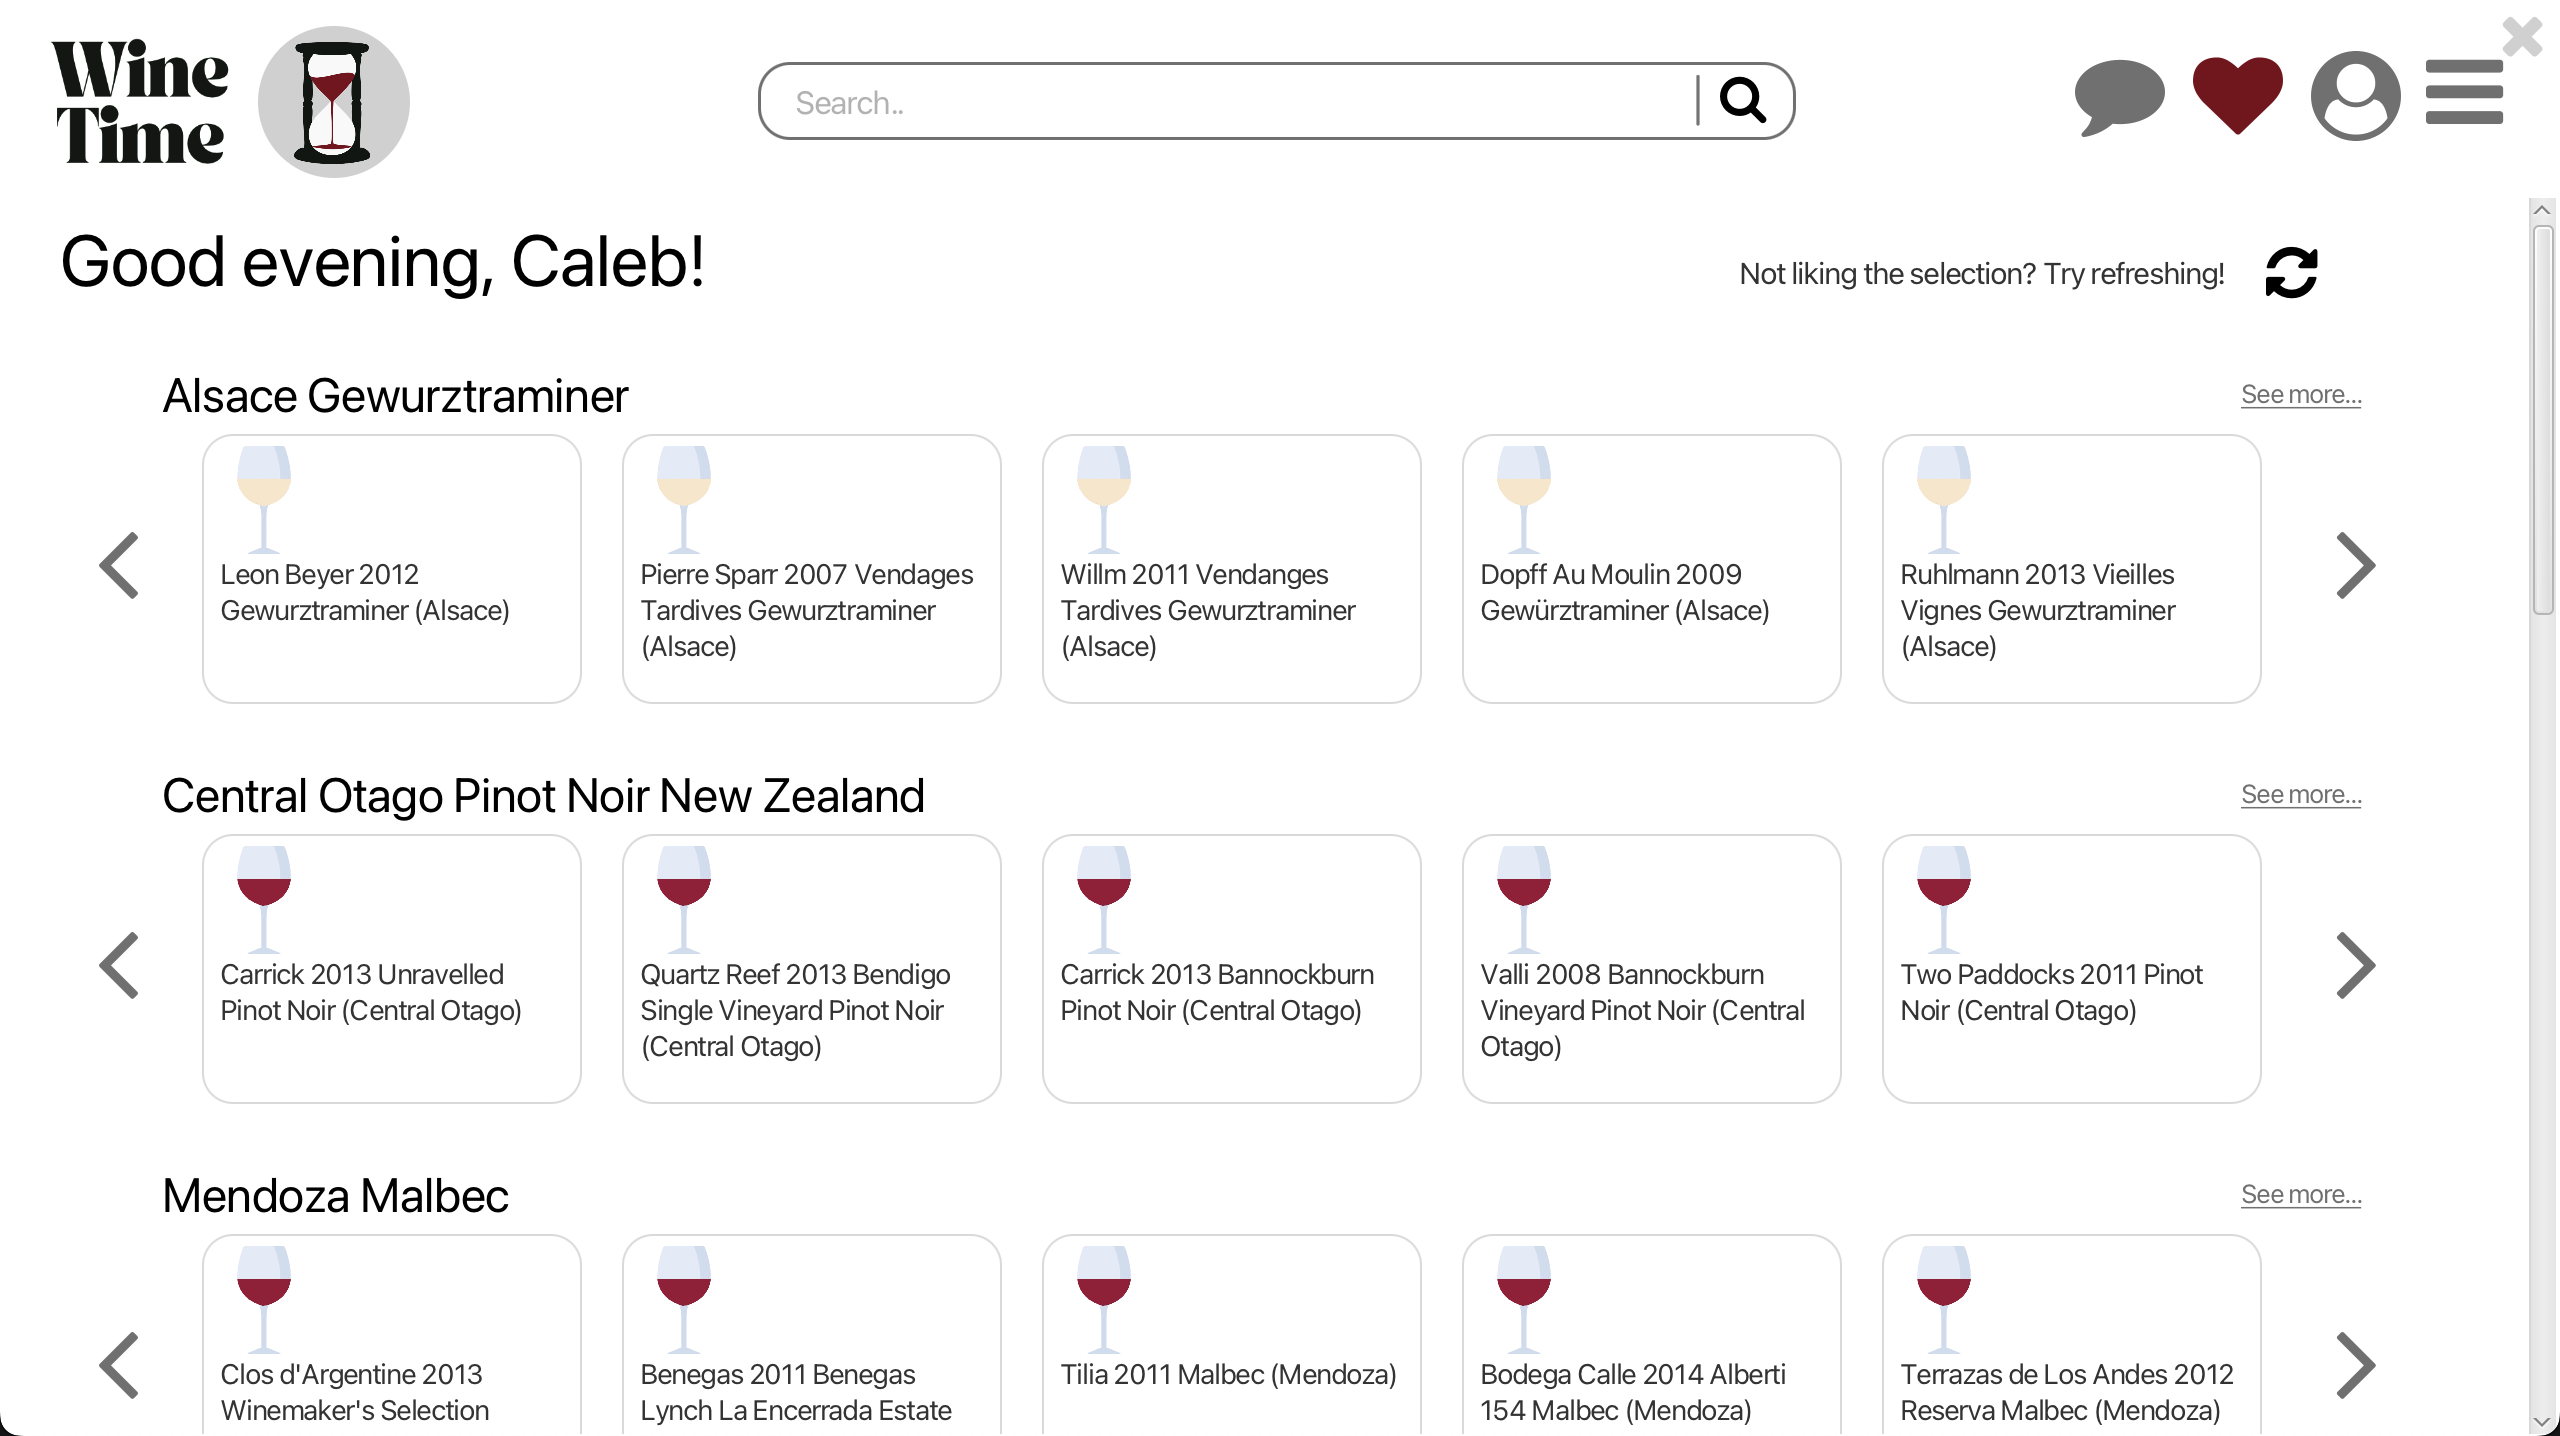 Wine
Time
Search..
Good evening, Caleb!
Not liking the selection? Try refreshing!
Alsace Gewurztraminer
See more...
Leon Beyer 2012
Gewurztraminer (Alsace)
Pierre Sparr 2007 Vendages
Tardives Gewurztraminer
(Alsace)
Willm 2011 Vendanges
Tardives Gewurztraminer
(Alsace)
Dopff Au Moulin 2009
Gewürztraminer (Alsace)
Ruhlmann 2013 Vieilles
Vignes Gewurztraminer
(Alsace)
Central Otago Pinot Noir New Zealand
See more...
Carrick 2013 Unravelled
Pinot Noir (Central Otago)
Quartz Reef 2013 Bendigo
Single Vineyard Pinot Noir
(Central Otago)
Carrick 2013 Bannockburn
Pinot Noir (Central Otago)
Valli 2008 Bannockburn
Vineyard Pinot Noir (Central
Otago)
Two Paddocks 2011 Pinot
Noir (Central Otago)
Mendoza Malbec
See more...
Clos d'Argentine 2013
Winemaker's Selection
Benegas 2011 Benegas
Lynch La Encerrada Estate
Tilia 2011 Malbec (Mendoza)
Bodega Calle 2014 Alberti
154 Malbec (Mendoza)
Terrazas de Los Andes 2012
Reserva Malbec (Mendoza)